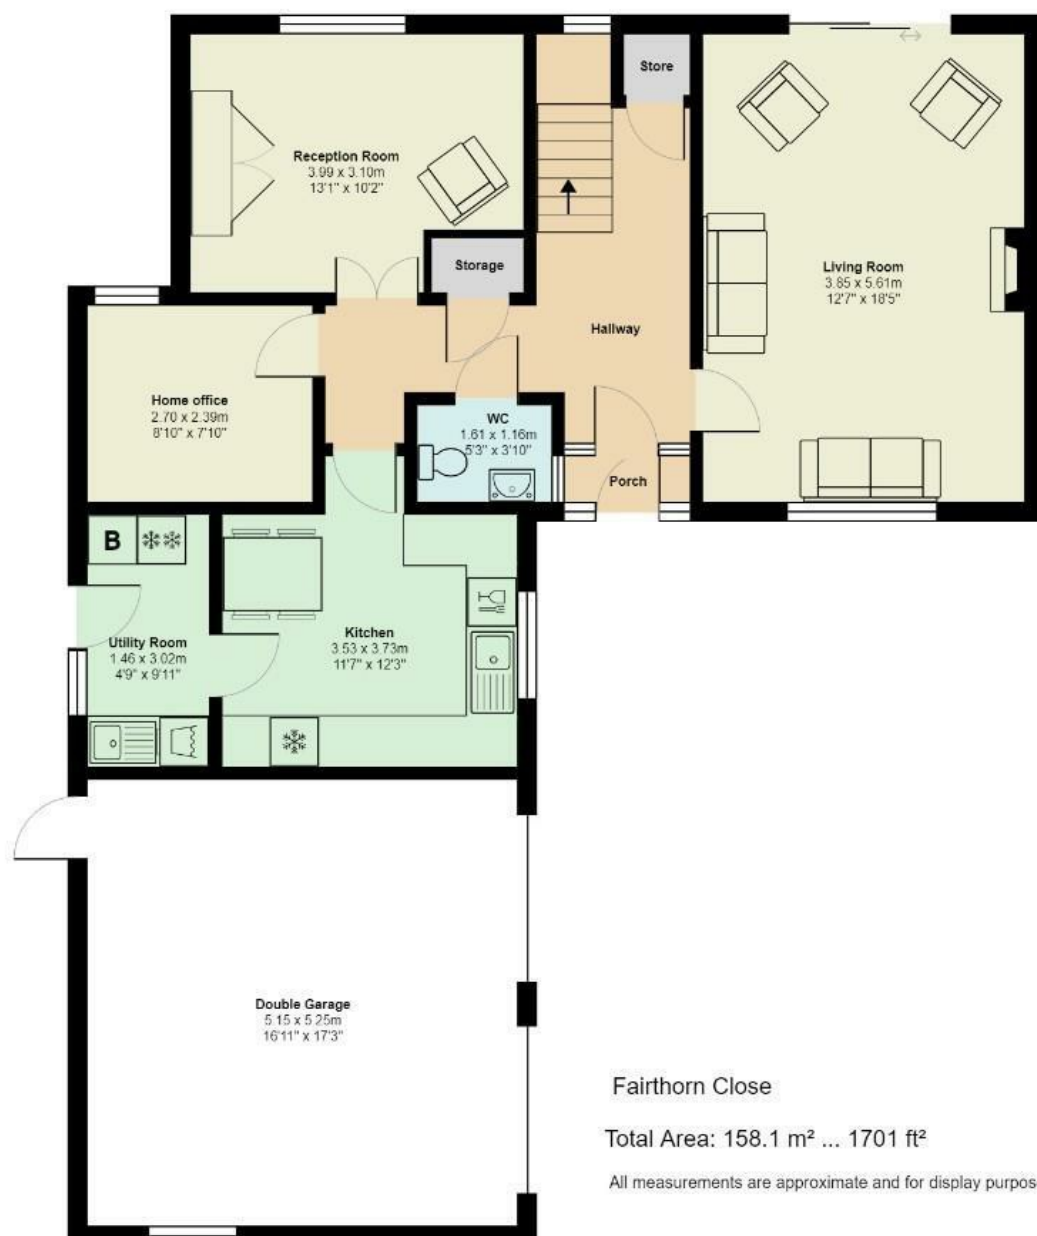 Store
Reception Room
3.99 x 3.10m
13'1" x 10'2"
Storage
Living Room
3.85 x 5.61m
12'7" x 18'5"
Hallway
Home office
2.70 x 2.39m
8'10" x 7'10"
WC
1.61 x 1.16m
5'3" x 3'10"
Porch
B
Utility Room
1.46 x 3.02m
4'9" x 9'11"
Kitchen
3.53 x 3.73m
11'7" x 12'3"
Double Garage
5.15 x 5.25m
16'11" x 17'3"
Fairthorn Close
Total Area: 158.1 m² ... 1701 ft²
All measurements are approximate and for display purpos